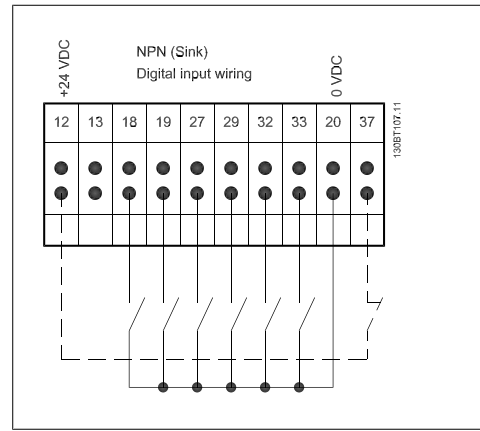 NPN (Sink)
Digital input wiring
+24 VDC
0 VDC
12 13 18 19 27 29 32 33 20 37
130BT107.11